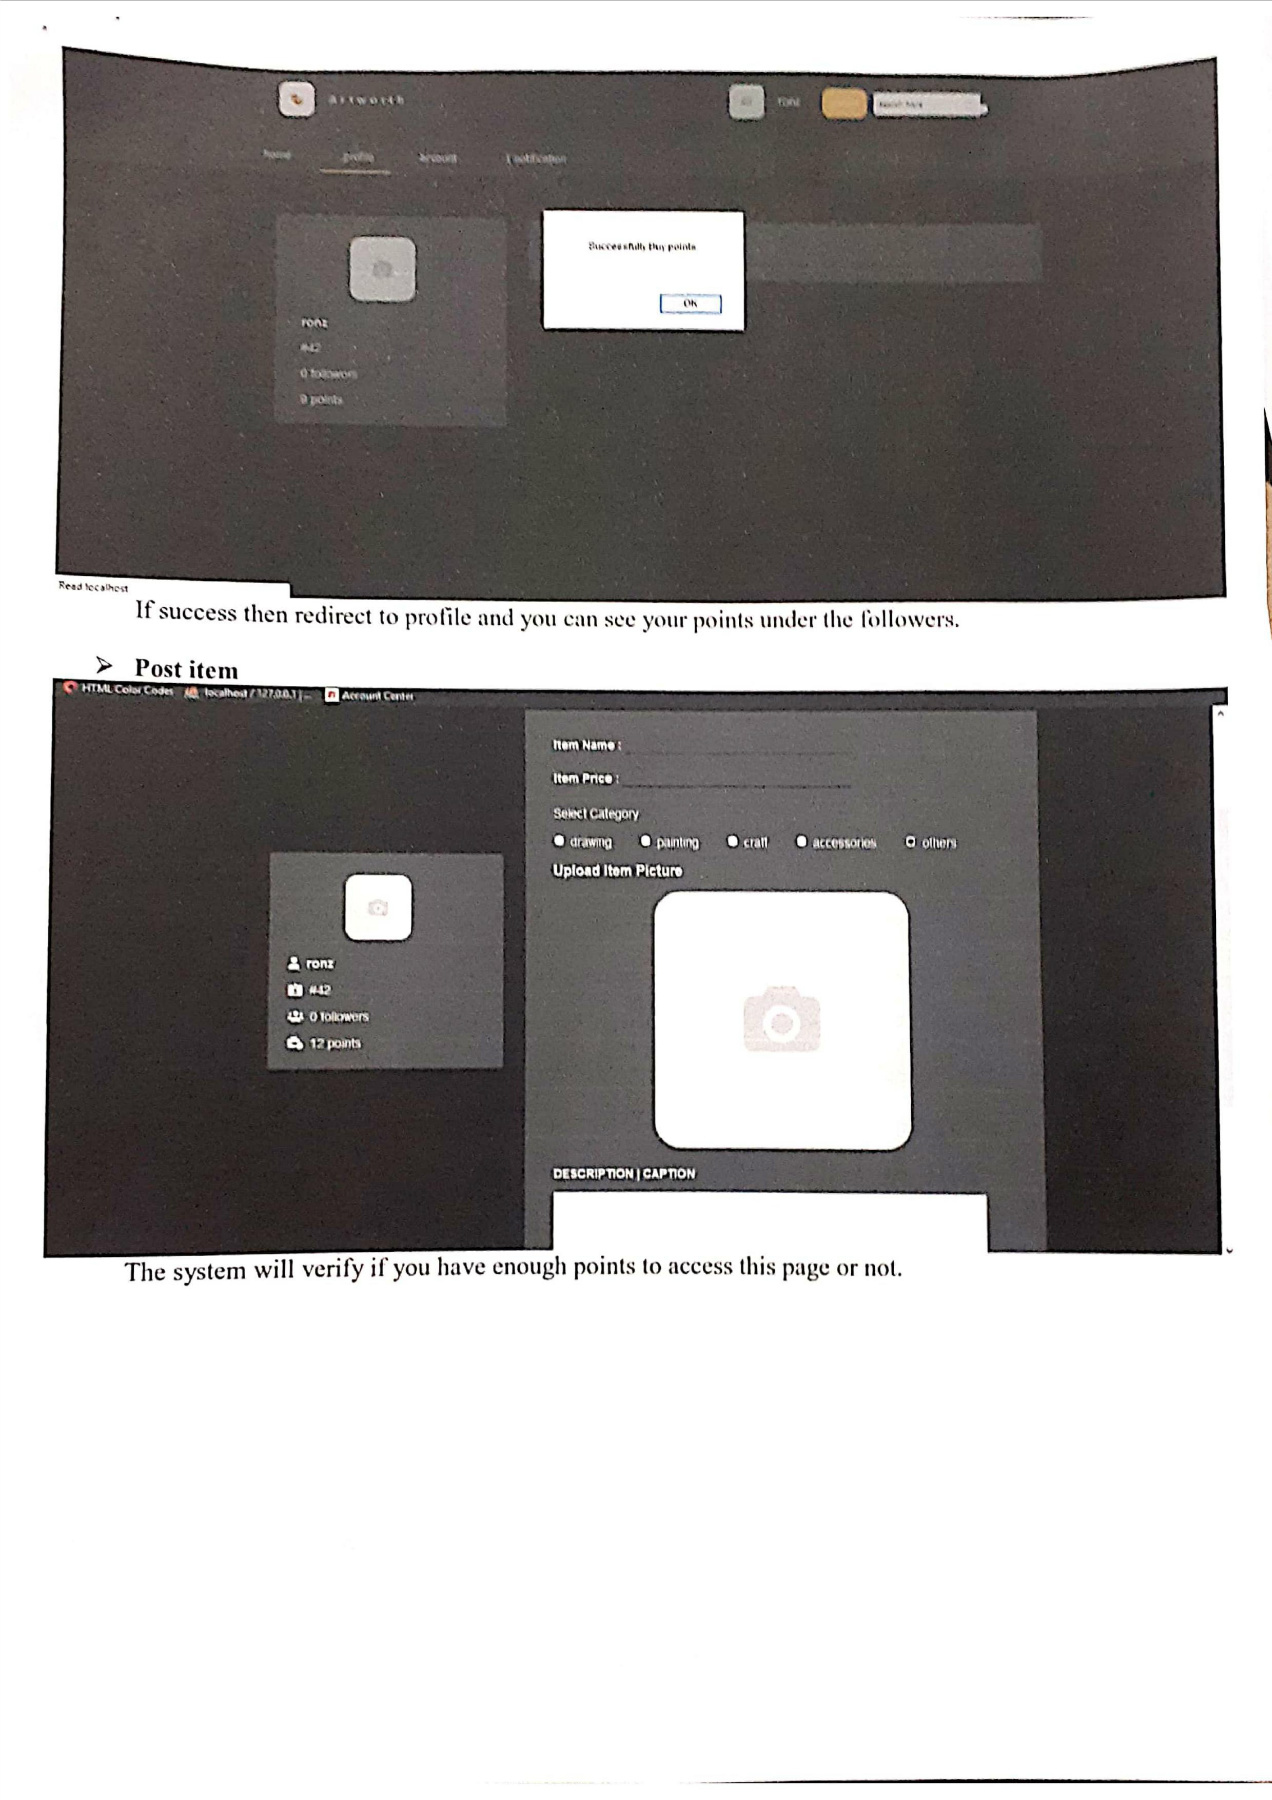 Artworth
ronz
Search here
home profile account notification
Successfully buy points
OK
ronz
#42
0 followers
points
Read localhost
If success then redirect to profile and you can see your points under the followers.
➢ Post item
HTML Color Codes localhost / 127.0.0.1 | ... Account Center
Item Name :
Item Price :
Select Category
drawing painting craft accessories others
Upload Item Picture
ronz
#42
0 followers
12 points
DESCRIPTION | CAPTION
The system will verify if you have enough points to access this page or not.